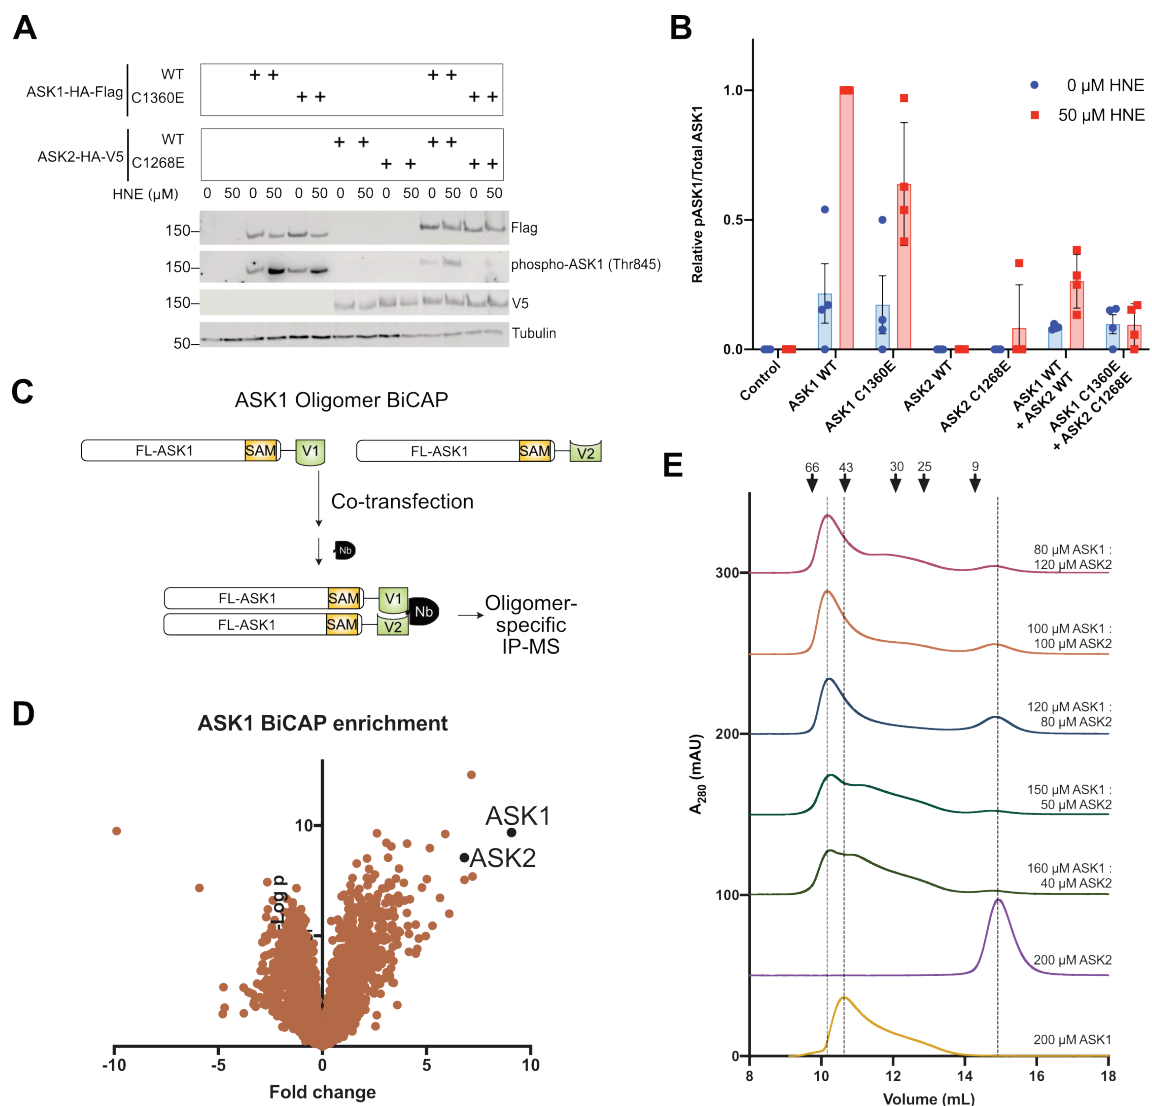 A
ASK1-HA-Flag
WT
+ +
+ +
C1360E
+ +
+ +
ASK2-HA-V5
WT
+ +
+ +
C1268E
+ +
+ +
HNE (µM)
0 50 0 50 0 50 0 50 0 50 0 50 0 50
150
Flag
150
phospho-ASK1 (Thr845)
150
V5
50
Tubulin
B
Relative pASK1/Total ASK1
1.0
0.5
0.0
0 µM HNE
50 µM HNE
Control
ASK1 WT
ASK1 C1360E
ASK2 WT
ASK2 C1268E
ASK1 WT
+ ASK2 WT
ASK1 C1360E
+ ASK2 C1268E
C
ASK1 Oligomer BiCAP
FL-ASK1 SAM V1
FL-ASK1 SAM V2
Co-transfection
Nb
FL-ASK1 SAM V1
FL-ASK1 SAM V2
Nb
Oligomer-
specific
IP-MS
D
ASK1 BiCAP enrichment
10
-Log p
ASK1
ASK2
-10 -5 0 5 10
Fold change
E
66 43 30 25 9
A280 (mAU)
300
200
100
0
80 µM ASK1 :
120 µM ASK2
100 µM ASK1 :
100 µM ASK2
120 µM ASK1 :
80 µM ASK2
150 µM ASK1 :
50 µM ASK2
160 µM ASK1 :
40 µM ASK2
200 µM ASK2
200 µM ASK1
8 10 12 14 16 18
Volume (mL)